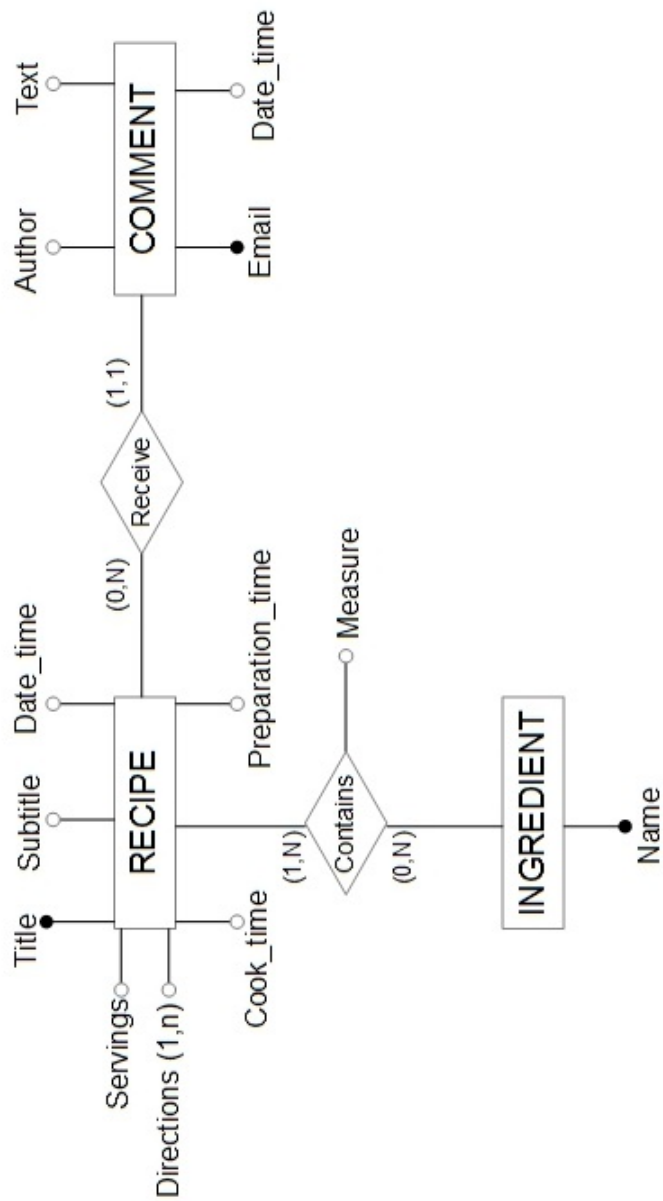 Title
Subtitle
Date_time
Author
Text
Servings
Directions (1,n)
RECIPE
(0,N)
Receive
(1,1)
COMMENT
Cook_time
Preparation_time
Email
Date_time
(1,N)
Contains
Measure
(0,N)
INGREDIENT
Name